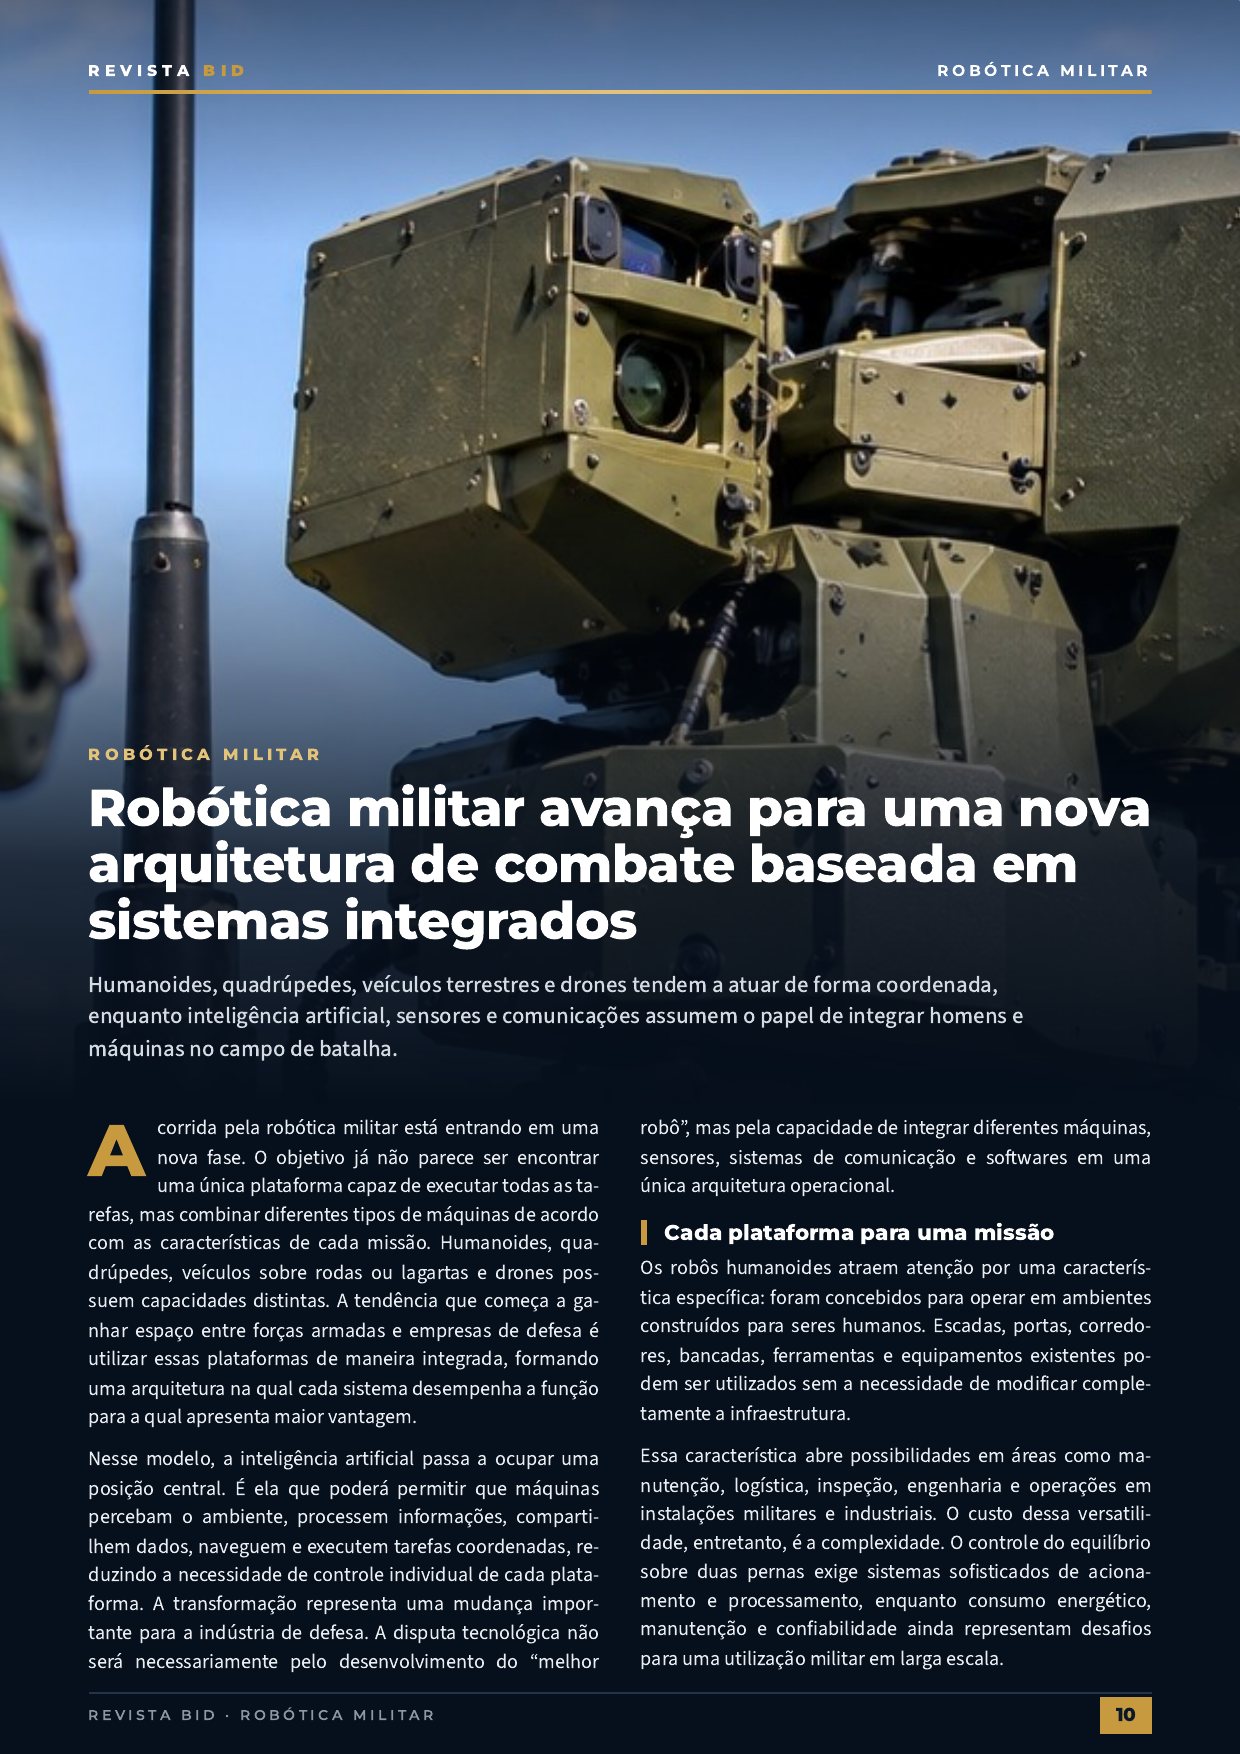 REVISTA BID
ROBÓTICA MILITAR
ROBÓTICA MILITAR
Robótica militar avança para uma nova
arquitetura de combate baseada em
sistemas integrados
Humanoides, quadrúpedes, veículos terrestres e drones tendem a atuar de forma coordenada,
enquanto inteligência artificial, sensores e comunicações assumem o papel de integrar homens e
máquinas no campo de batalha.
A corrida pela robótica militar está entrando em uma
nova fase. O objetivo já não parece ser encontrar
uma única plataforma capaz de executar todas as ta-
refas, mas combinar diferentes tipos de máquinas de acordo
com as características de cada missão. Humanoides, qua-
drúpedes, veículos sobre rodas ou lagartas e drones pos-
suem capacidades distintas. A tendência que começa a ga-
nhar espaço entre forças armadas e empresas de defesa é
utilizar essas plataformas de maneira integrada, formando
uma arquitetura na qual cada sistema desempenha a função
para a qual apresenta maior vantagem.
Nesse modelo, a inteligência artificial passa a ocupar uma
posição central. É ela que poderá permitir que máquinas
percebam o ambiente, processem informações, comparti-
lhem dados, naveguem e executem tarefas coordenadas, re-
duzindo a necessidade de controle individual de cada plata-
forma. A transformação representa uma mudança impor-
tante para a indústria de defesa. A disputa tecnológica não
será necessariamente pelo desenvolvimento do “melhor
robô”, mas pela capacidade de integrar diferentes máquinas,
sensores, sistemas de comunicação e softwares em uma
única arquitetura operacional.
Cada plataforma para uma missão
Os robôs humanoides atraem atenção por uma caracterís-
tica específica: foram concebidos para operar em ambientes
construídos para seres humanos. Escadas, portas, corredo-
res, bancadas, ferramentas e equipamentos existentes po-
dem ser utilizados sem a necessidade de modificar comple-
tamente a infraestrutura.
Essa característica abre possibilidades em áreas como ma-
nutenção, logística, inspeção, engenharia e operações em
instalações militares e industriais. O custo dessa versatili-
dade, entretanto, é a complexidade. O controle do equilíbrio
sobre duas pernas exige sistemas sofisticados de aciona-
mento e processamento, enquanto consumo energético,
manutenção e confiabilidade ainda representam desafios
para uma utilização militar em larga escala.
REVISTA BID · ROBÓTICA MILITAR
10